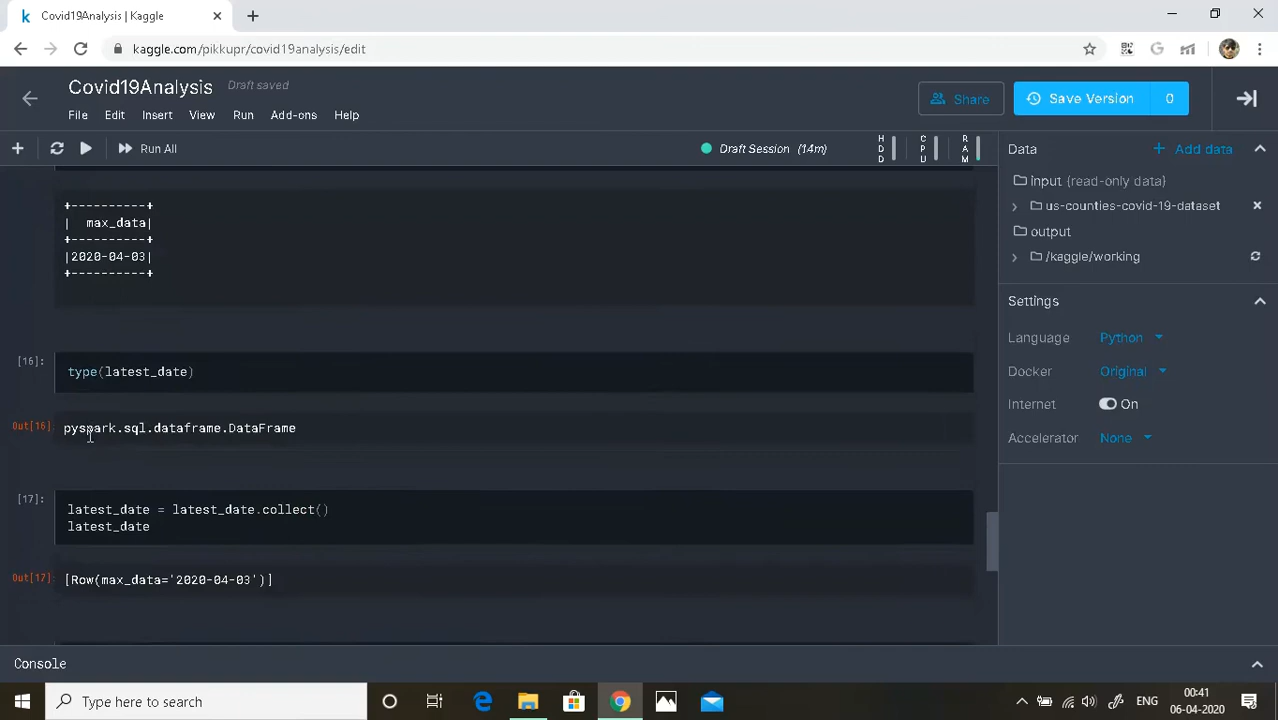 Covid19Analysis | Kaggle
kaggle.com/pikkupr/covid19analysis/edit
Covid19Analysis
Draft saved
Share
Save Version
0
File Edit Insert View Run Add-ons Help
Run All
Draft Session (14m)
HDD
CPU
RAM
Data
Add data
input (read-only data)
us-counties-covid-19-dataset
output
/kaggle/working
Settings
Language Python
Docker Original
Internet On
Accelerator None
+----------+
|  max_data|
+----------+
|2020-04-03|
+----------+
[16]:
type(latest_date)
Out[16]
pyspark.sql.dataframe.DataFrame
[17]:
latest_date = latest_date.collect()
latest_date
Out[17]
[Row(max_data='2020-04-03')]
Console
Type here to search
ENG
00:41
06-04-2020